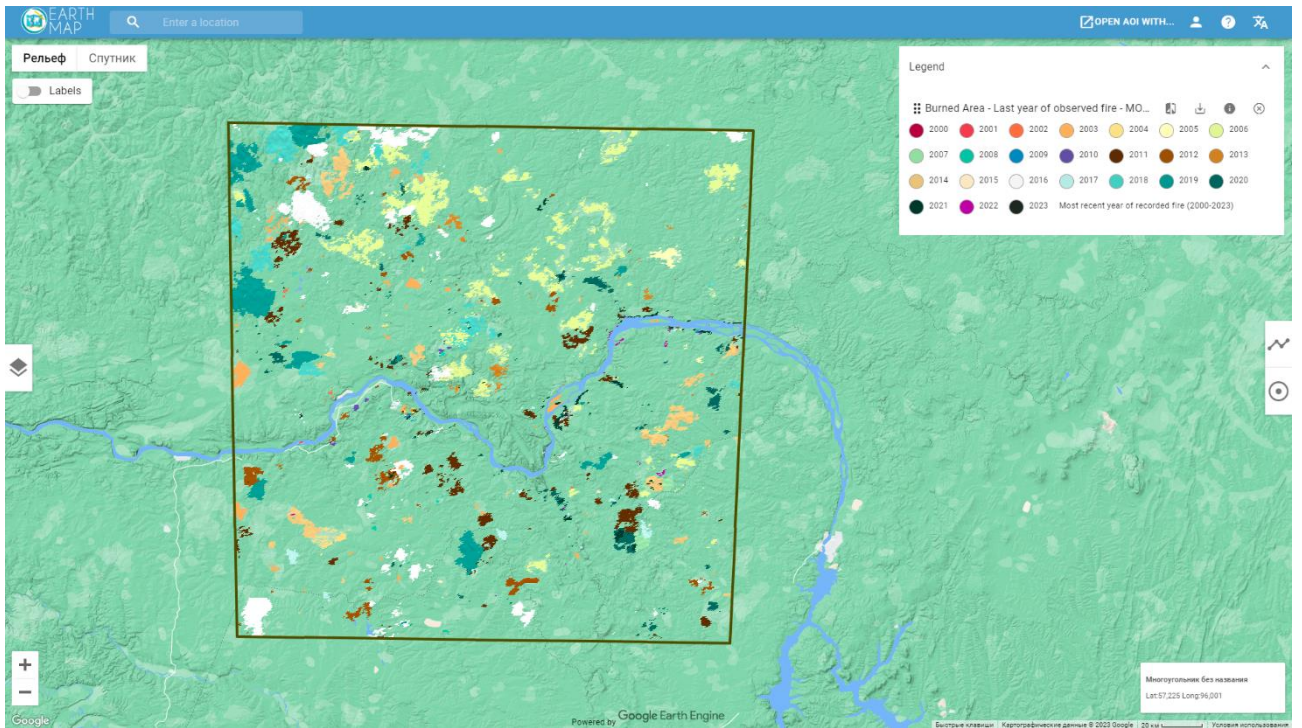 EARTH MAP
Enter a location
OPEN AOI WITH...
Рельеф Спутник
Labels
Legend
Burned Area - Last year of observed fire - MO...
2000 2001 2002 2003 2004 2005 2006
2007 2008 2009 2010 2011 2012 2013
2014 2015 2016 2017 2018 2019 2020
2021 2022 2023 Most recent year of recorded fire (2000-2023)
Многоугольник без названия
Lat:57,225 Long:96,001
Google
Powered by Google Earth Engine
Быстрые клавиши Картографические данные © 2023 Google 20 км Условия использования